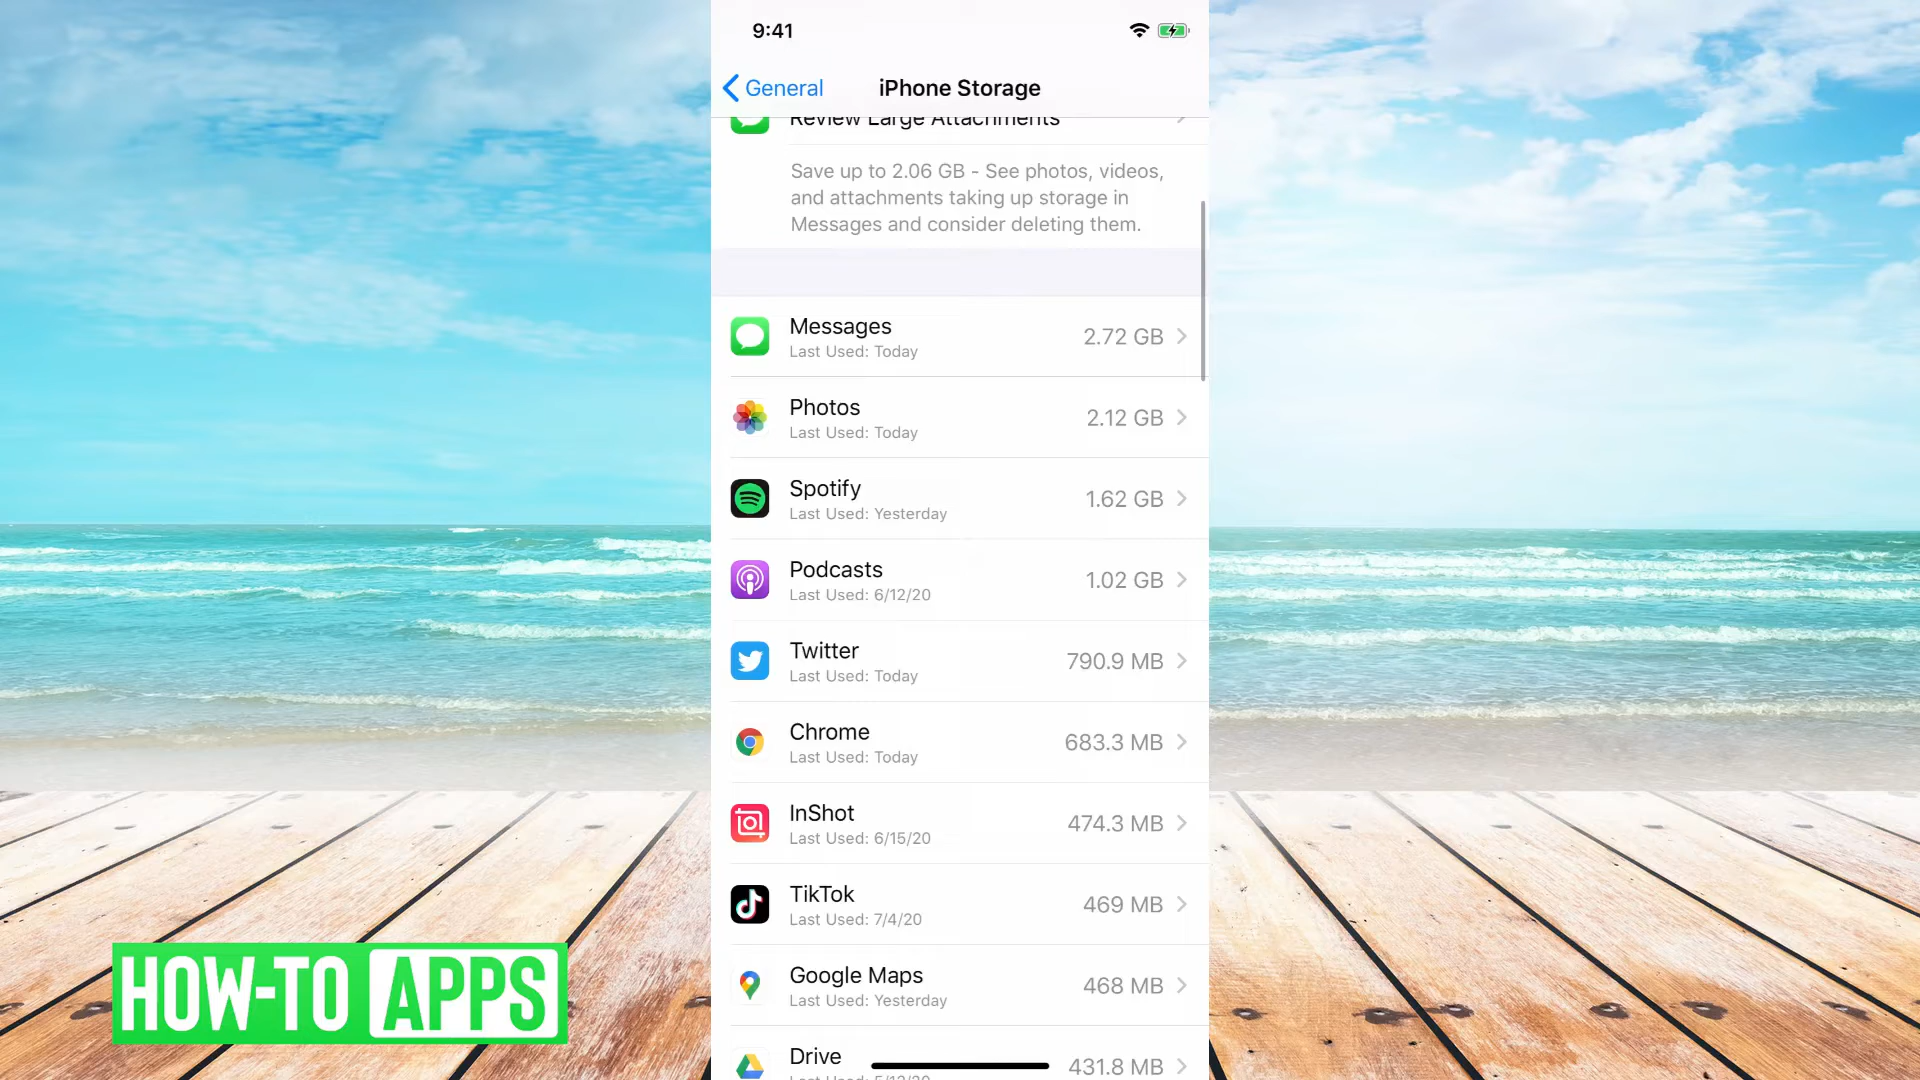 9:41
General
iPhone Storage
Review Large Attachments
Save up to 2.06 GB - See photos, videos,
and attachments taking up storage in
Messages and consider deleting them.
Messages
2.72 GB
Last Used: Today
Photos
2.12 GB
Last Used: Today
Spotify
1.62 GB
Last Used: Yesterday
Podcasts
1.02 GB
Last Used: 6/12/20
Twitter
790.9 MB
Last Used: Today
Chrome
683.3 MB
Last Used: Today
InShot
474.3 MB
Last Used: 6/15/20
TikTok
469 MB
Last Used: 7/4/20
Google Maps
468 MB
Last Used: Yesterday
Drive
431.8 MB
HOW-TO APPS